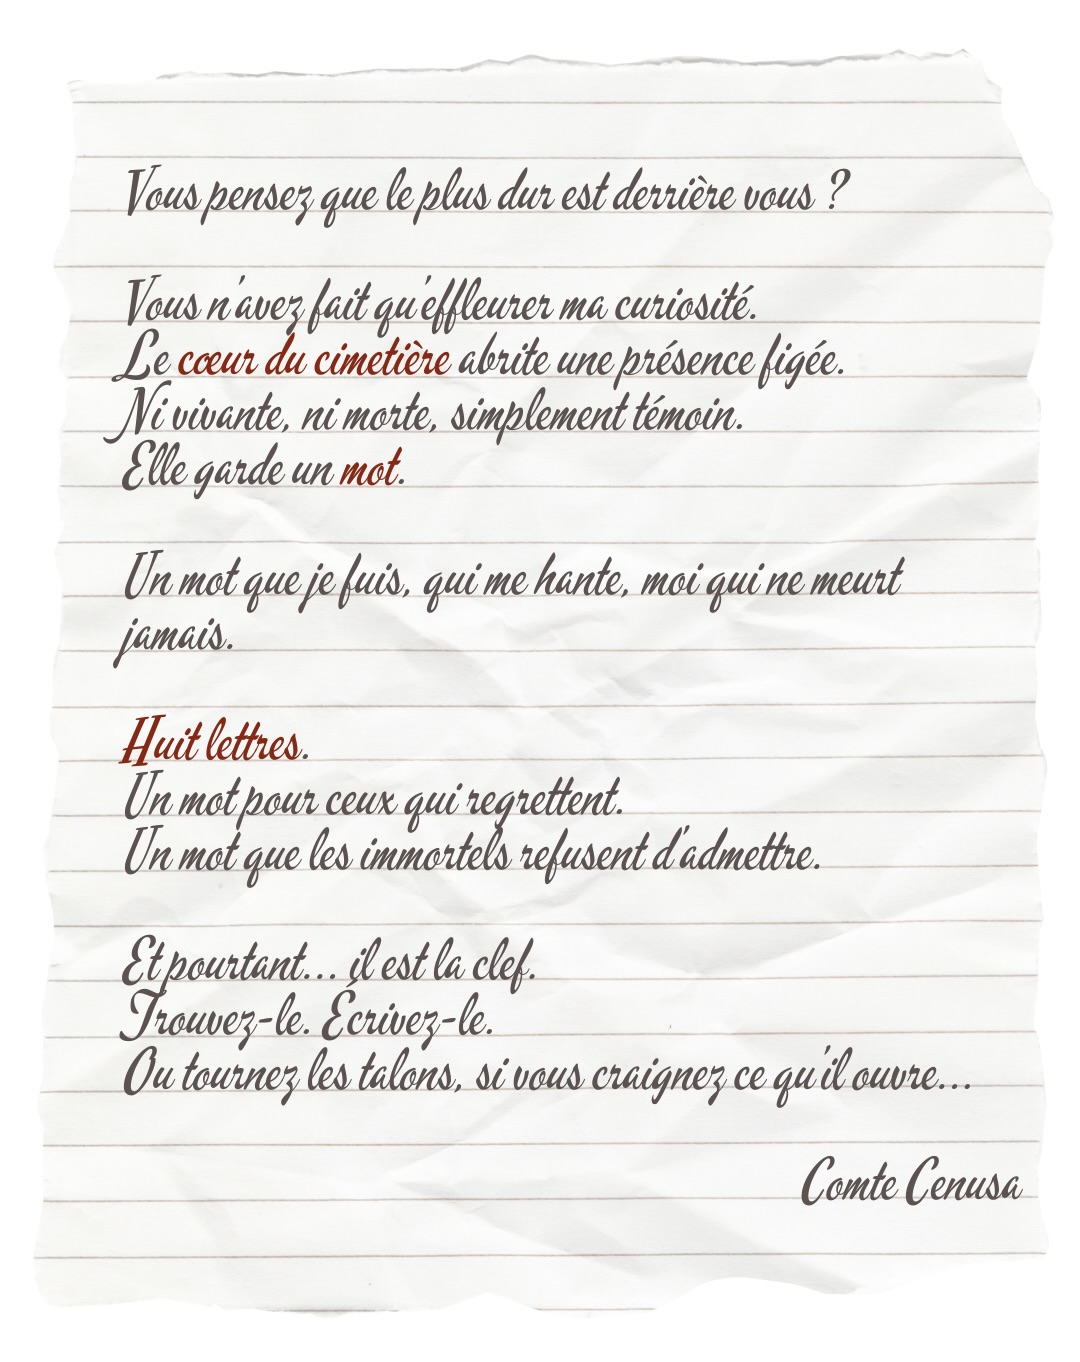 Vous pensez que le plus dur est derrière vous ?
Vous n'avez fait qu'effleurer ma curiosité.
Le cœur du cimetière abrite une présence figée.
Ni vivante, ni morte, simplement témoin.
Elle garde un mot.
Un mot que je fuis, qui me hante, moi qui ne meurt
jamais.
Huit lettres.
Un mot pour ceux qui regrettent.
Un mot que les immortels refusent d'admettre.
Et pourtant... il est la clef.
Trouvez-le. Écrivez-le.
Ou tournez les talons, si vous craignez ce qu'il ouvre...
Comte Cenusa